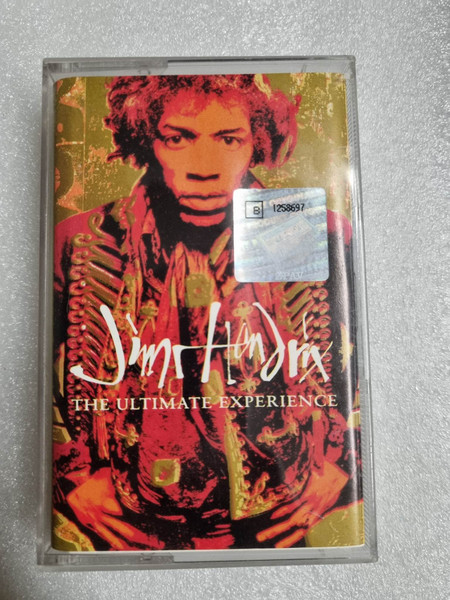 B 1258697
Jimi Hendrix
THE ULTIMATE EXPERIENCE